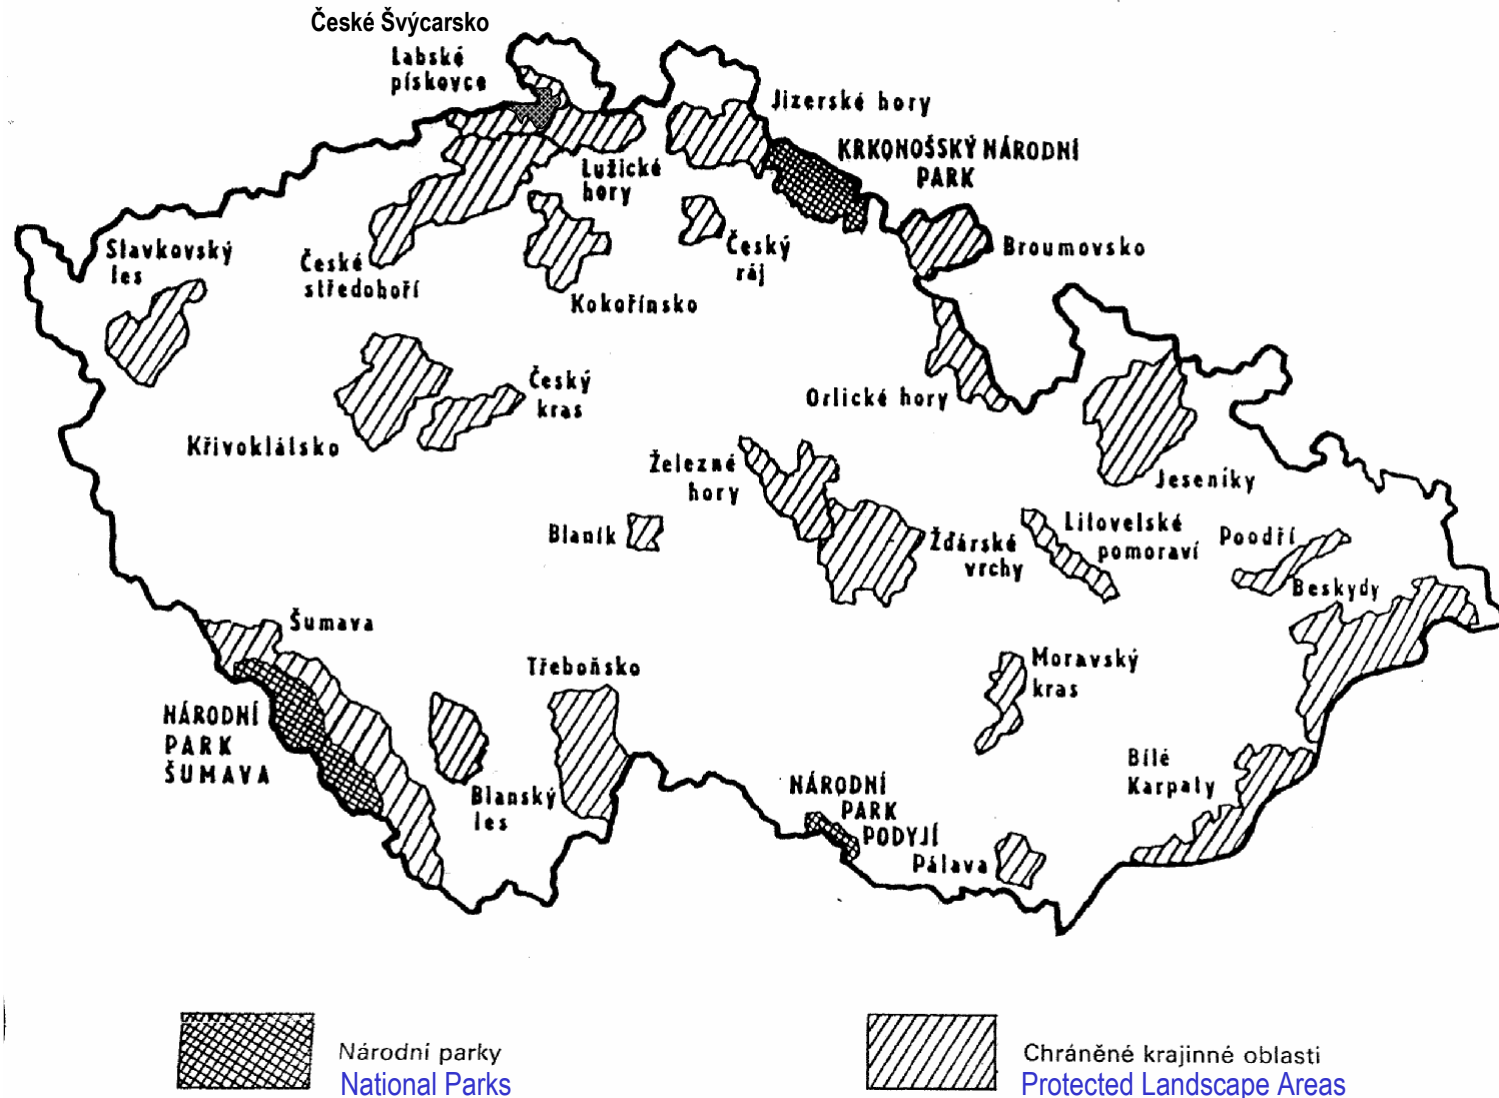 České Švýcarsko
Labské
pískovce
Jizerské hory
KRKONOŠSKÝ NÁRODNÍ
PARK
Lužické
hory
Slavkovský
les
České
středohoří
Kokořínsko
Český
ráj
Broumovsko
Český
kras
Orlické hory
Křivoklátsko
Železné
hory
Jeseníky
Blaník
Žďárské
vrchy
Litovelské
pomoraví
Poodří
Beskydy
Šumava
Třeboňsko
Moravský
kras
NÁRODNÍ
PARK
ŠUMAVA
Blanský
les
NÁRODNÍ
PARK
PODYJÍ
Pálava
Bílé
Karpaty
Národní parky
National Parks
Chráněné krajinné oblasti
Protected Landscape Areas